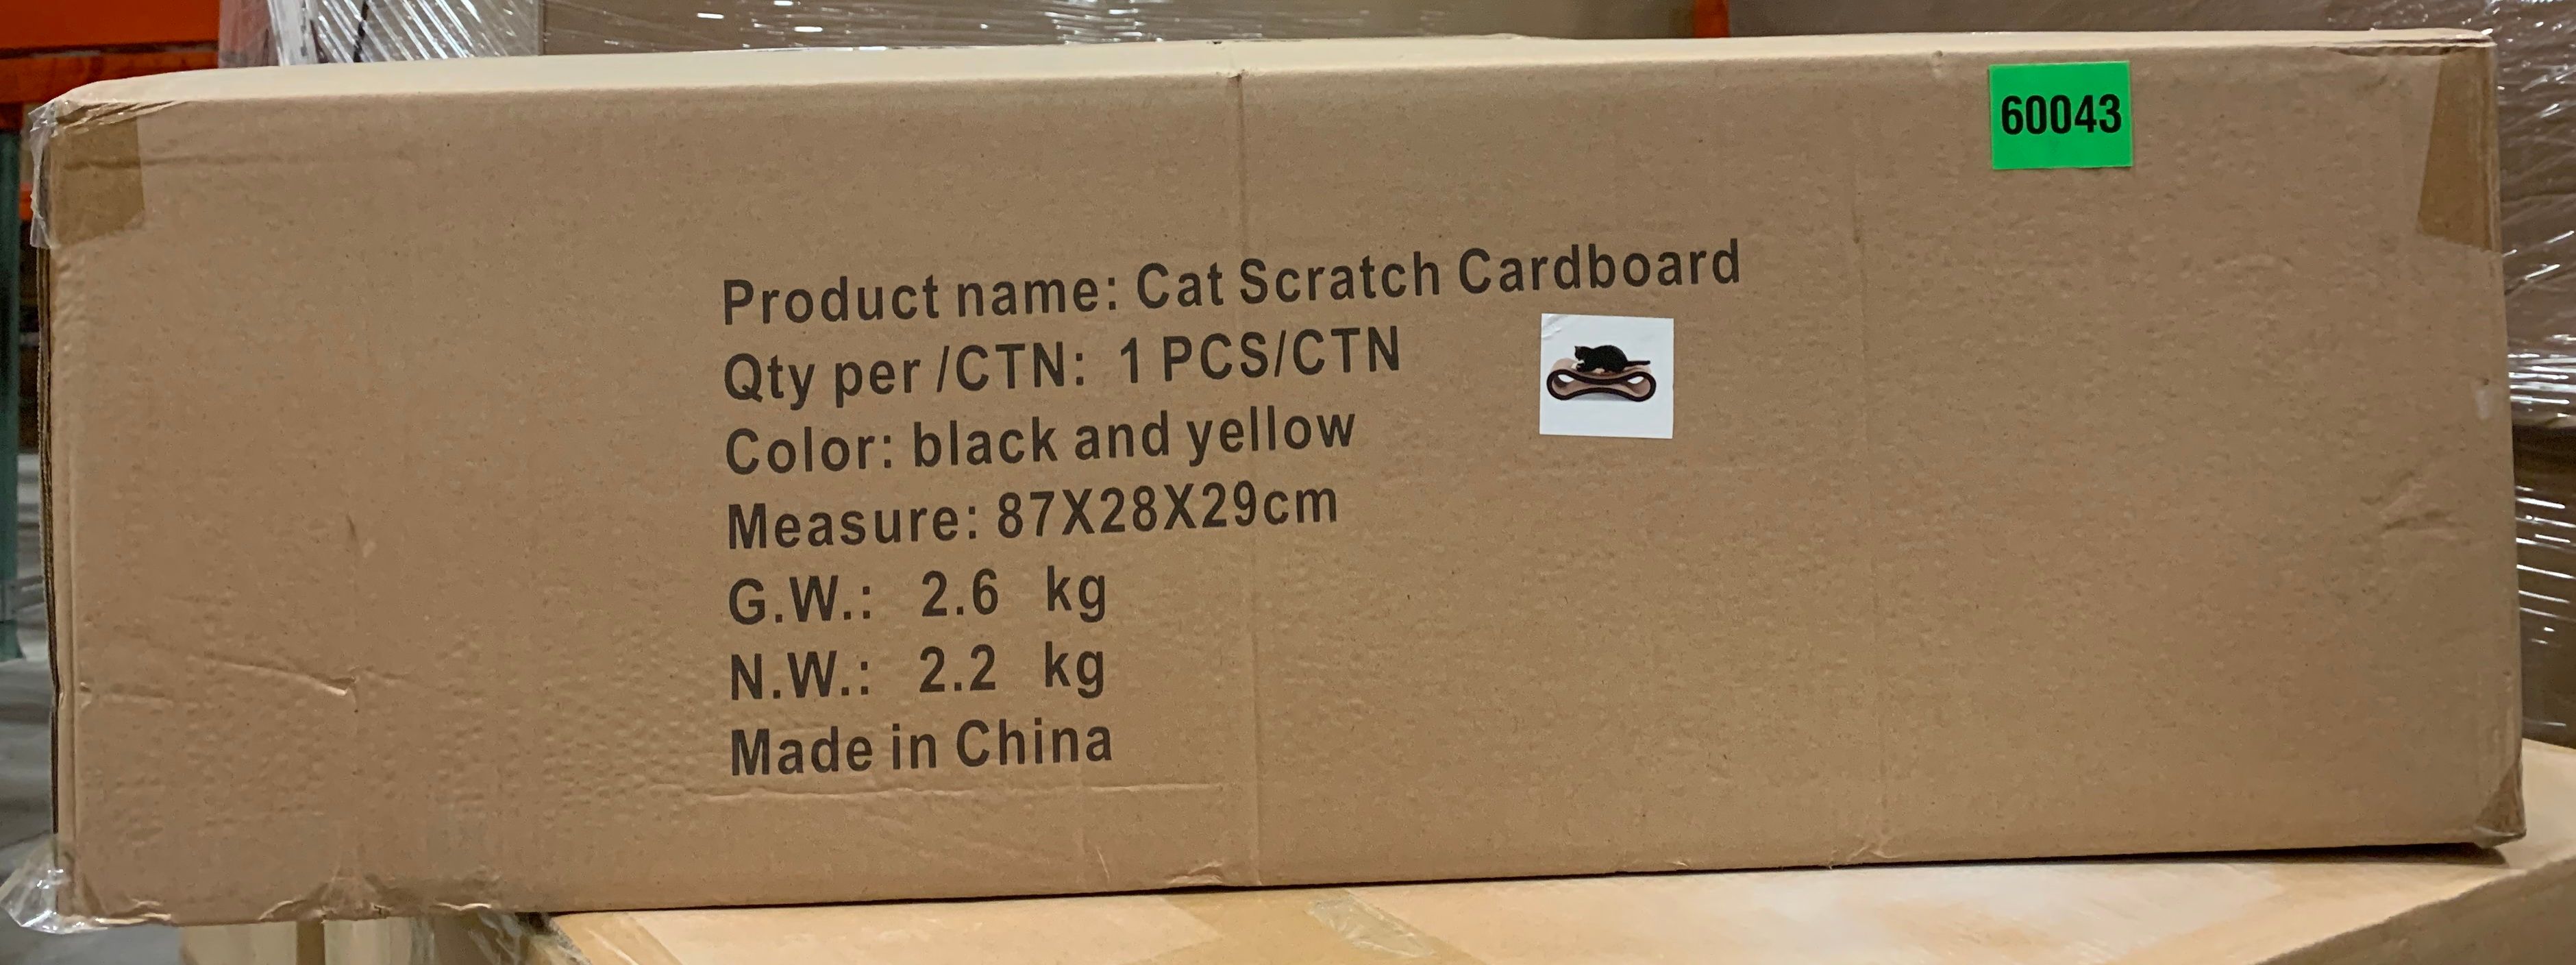 60043
Product name: Cat Scratch Cardboard
Qty per /CTN: 1 PCS/CTN
Color: black and yellow
Measure: 87X28X29cm
G.W.: 2.6 kg
N.W.: 2.2 kg
Made in China